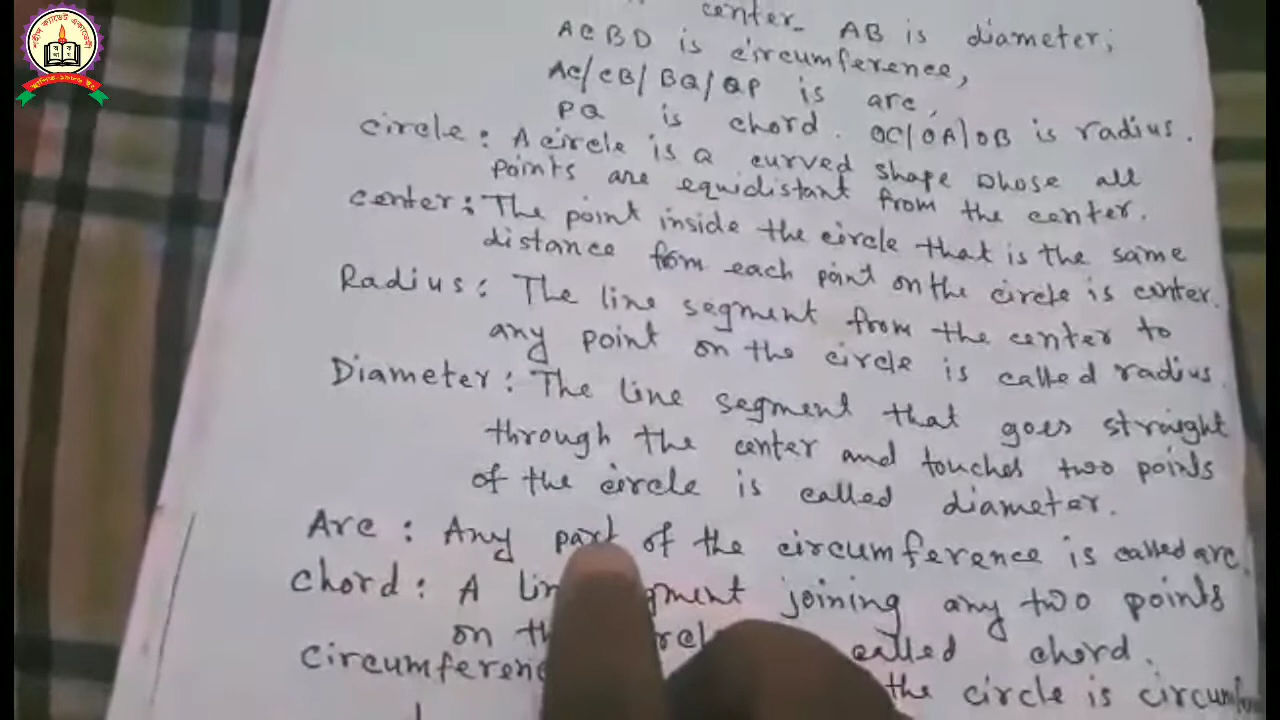 center. AB is diameter;
ACBD is circumference,
AC/CB/BQ/QP is arc,
PQ is chord. OC/OA/OB is radius.
circle: A circle is a curved shape whose all
points are equidistant from the center.
center: The point inside the circle that is the same
distance from each point on the circle is center.
Radius: The line segment from the center to
any point on the circle is called radius.
Diameter: The line segment that goes straight
through the center and touches two points
of the circle is called diameter.
Arc: Any part of the circumference is called arc.
chord: A joining any two points
on called chord.
the circle is